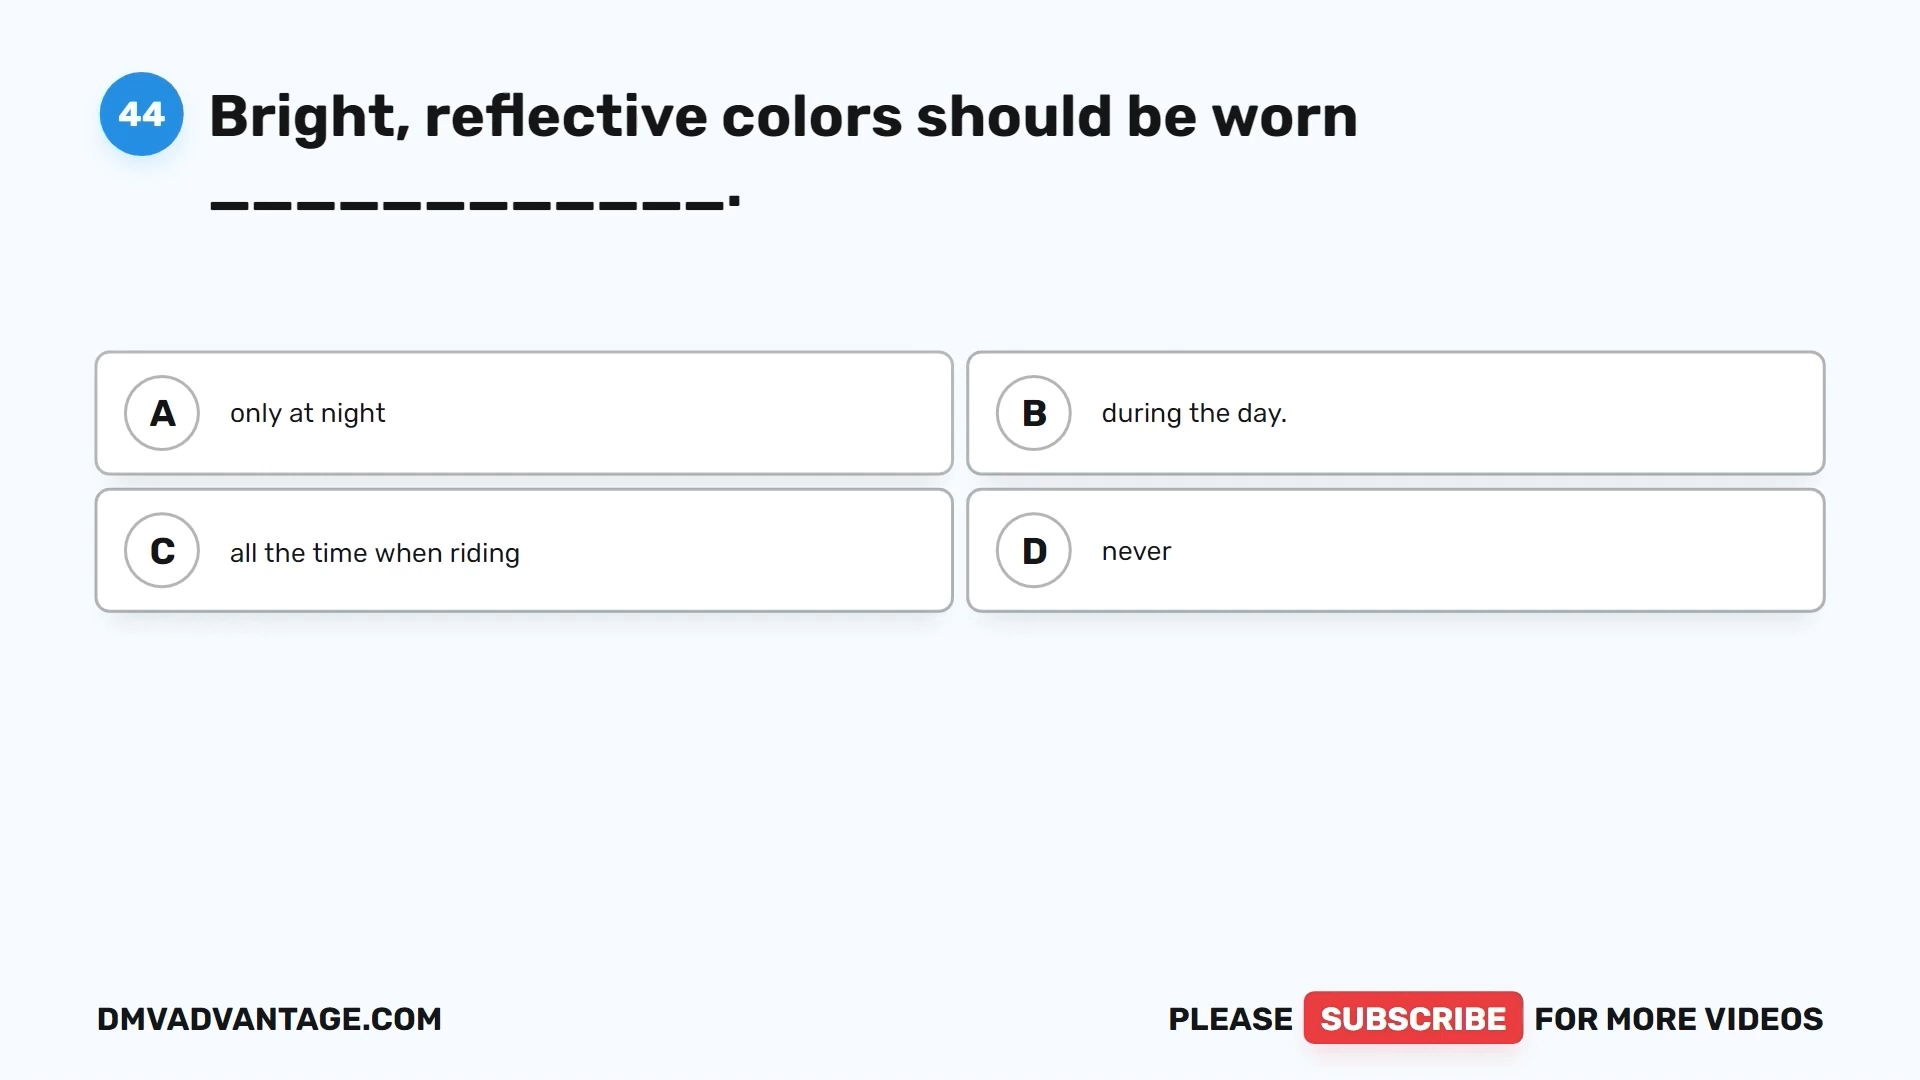 44 Bright, reflective colors should be worn
____________.
A only at night
B during the day.
C all the time when riding
D never
DMVADVANTAGE.COM
PLEASE SUBSCRIBE FOR MORE VIDEOS